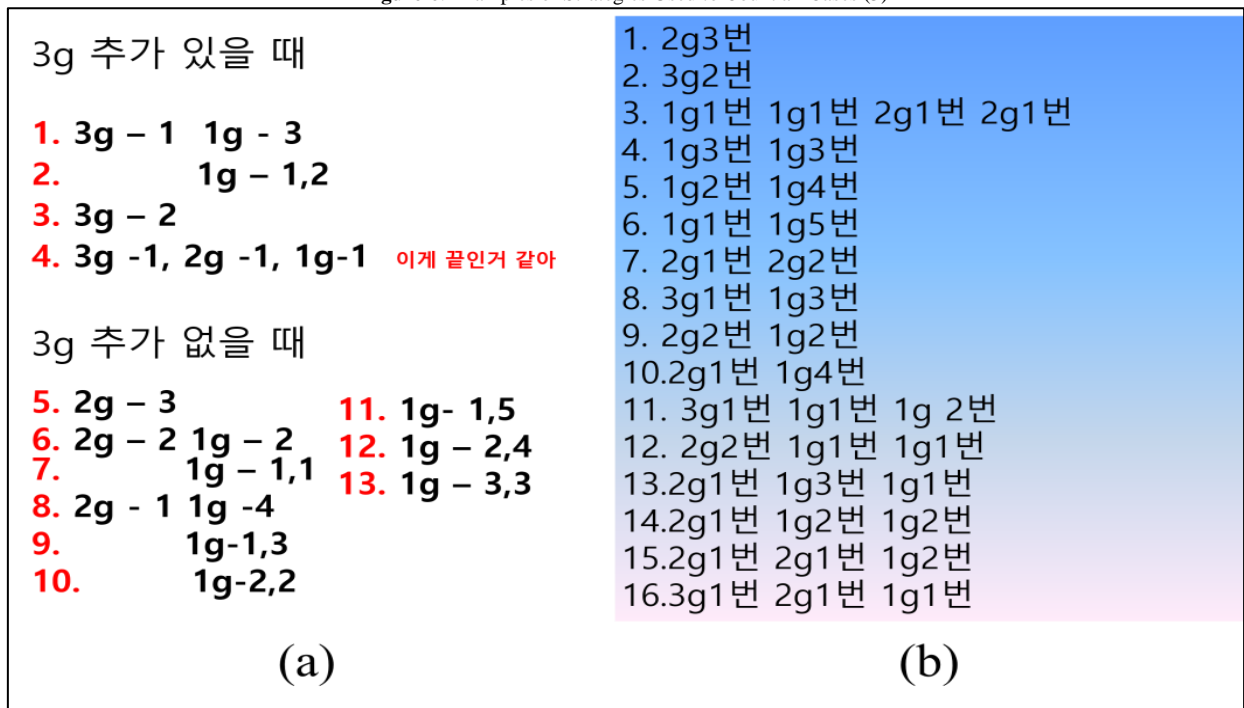 3g 추가 있을 때
1. 3g – 1 1g - 3
2. 1g – 1,2
3. 3g – 2
4. 3g -1, 2g -1, 1g-1 이게 끝인거 같아
3g 추가 없을 때
5. 2g – 3
6. 2g – 2 1g – 2
7. 1g – 1,1
8. 2g - 1 1g -4
9. 1g-1,3
10. 1g-2,2
11. 1g- 1,5
12. 1g – 2,4
13. 1g – 3,3
(a)
1. 2g3번
2. 3g2번
3. 1g1번 1g1번 2g1번 2g1번
4. 1g3번 1g3번
5. 1g2번 1g4번
6. 1g1번 1g5번
7. 2g1번 2g2번
8. 3g1번 1g3번
9. 2g2번 1g2번
10.2g1번 1g4번
11. 3g1번 1g1번 1g 2번
12. 2g2번 1g1번 1g1번
13.2g1번 1g3번 1g1번
14.2g1번 1g2번 1g2번
15.2g1번 2g1번 1g2번
16.3g1번 2g1번 1g1번
(b)